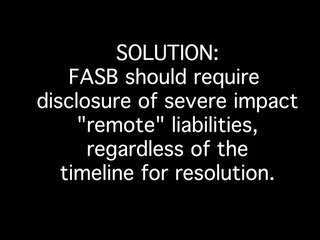 SOLUTION:
FASB should require
disclosure of severe impact
"remote" liabilities,
regardless of the
timeline for resolution.